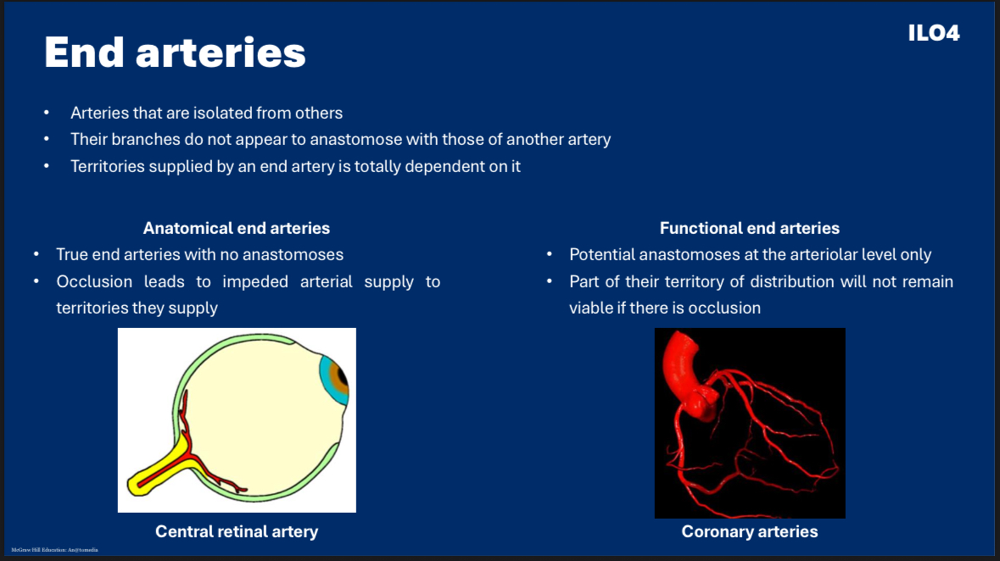 ILO4
End arteries
• Arteries that are isolated from others
• Their branches do not appear to anastomose with those of another artery
• Territories supplied by an end artery is totally dependent on it
Anatomical end arteries
• True end arteries with no anastomoses
• Occlusion leads to impeded arterial supply to
territories they supply
Central retinal artery
Functional end arteries
• Potential anastomoses at the arteriolar level only
• Part of their territory of distribution will not remain
viable if there is occlusion
Coronary arteries
McGraw Hill Education: An@tomedia